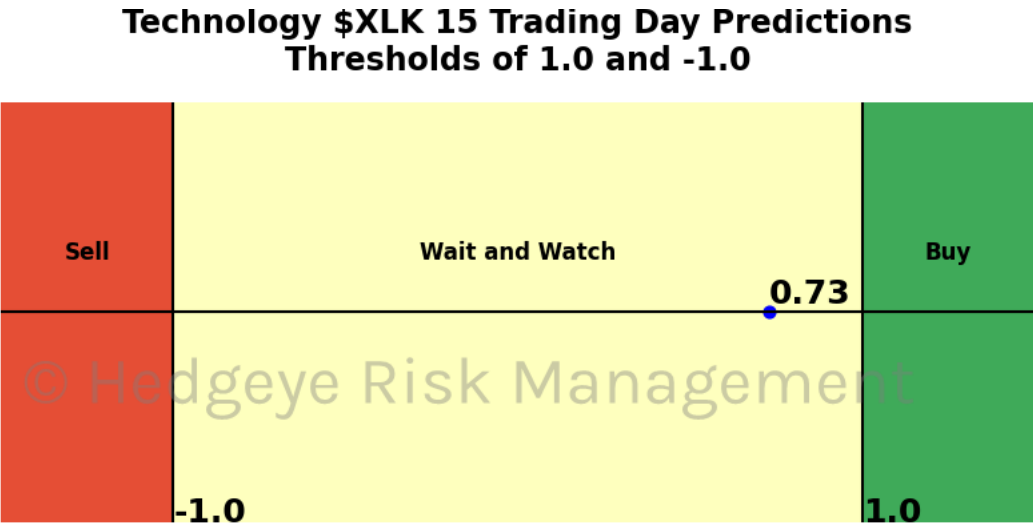 Technology $XLK 15 Trading Day Predictions
Thresholds of 1.0 and -1.0
Sell
Wait and Watch
Buy
0.73
© Hedgeye Risk Management
-1.0
1.0